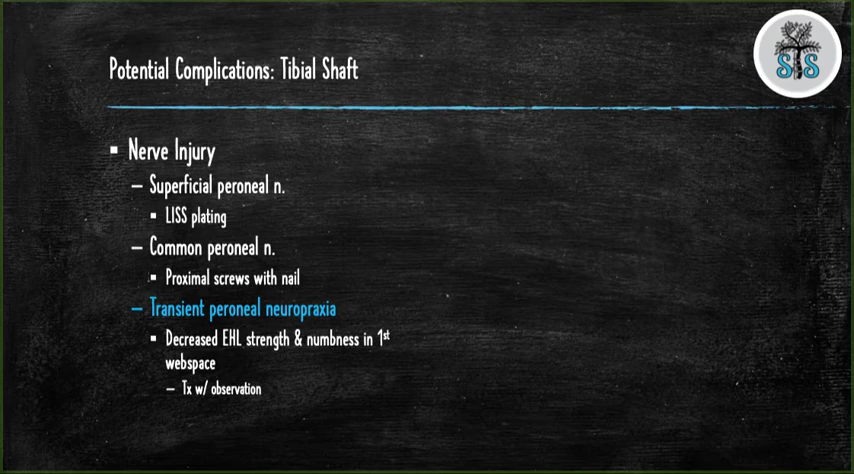 STS
Potential Complications: Tibial Shaft
▪ Nerve Injury
– Superficial peroneal n.
▪ LISS plating
– Common peroneal n.
▪ Proximal screws with nail
– Transient peroneal neuropraxia
▪ Decreased EHL strength & numbness in 1st
webspace
– Tx w/ observation